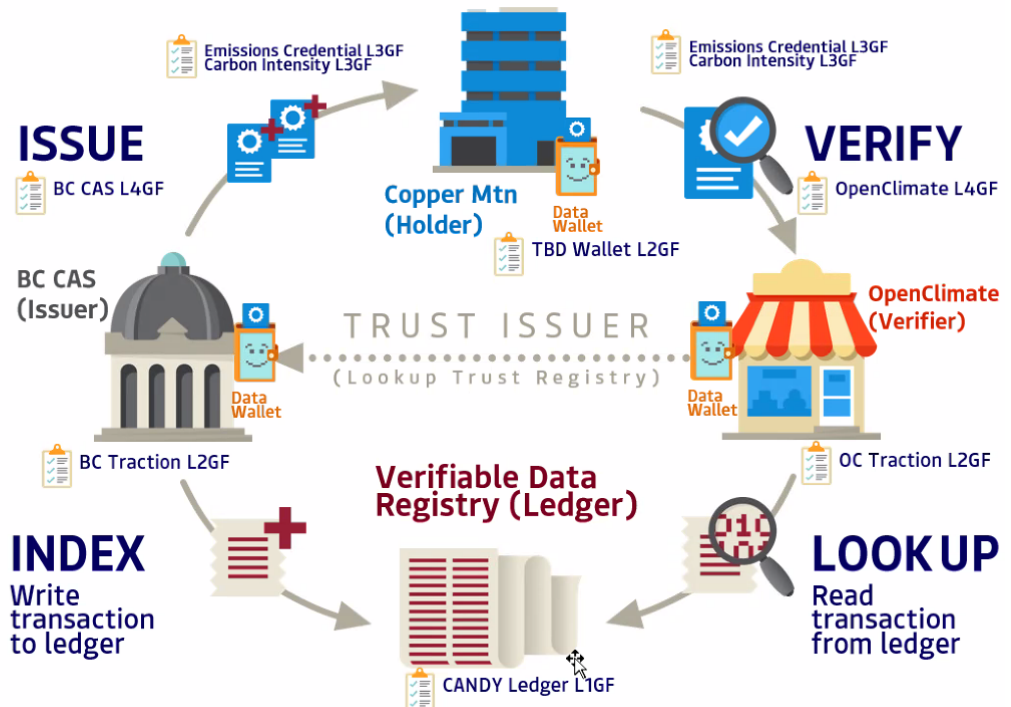 Emissions Credential L3GF
Carbon Intensity L3GF
Emissions Credential L3GF
Carbon Intensity L3GF
ISSUE
BC CAS L4GF
VERIFY
OpenClimate L4GF
Copper Mtn
(Holder)
Data
Wallet
TBD Wallet L2GF
BC CAS
(Issuer)
OpenClimate
(Verifier)
TRUST ISSUER
(Lookup Trust Registry)
Data
Wallet
Data
Wallet
BC Traction L2GF
OC Traction L2GF
Verifiable Data
Registry (Ledger)
INDEX
Write
transaction
to ledger
010
LOOK UP
Read
transaction
from ledger
CANDY Ledger L1GF